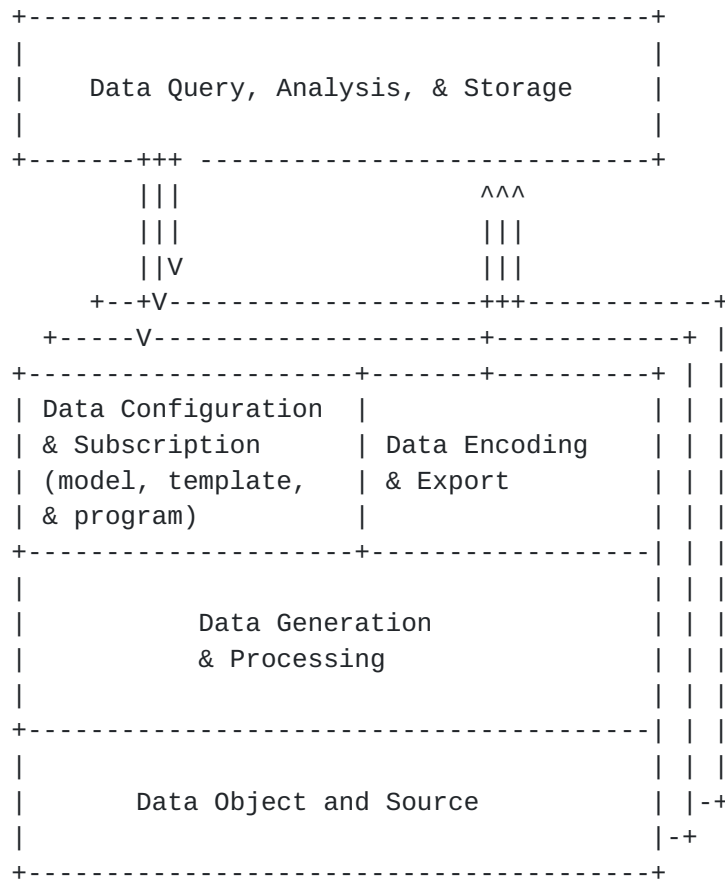 Data Query, Analysis, & Storage
Data Configuration
& Subscription
(model, template,
& program)
Data Encoding
& Export
Data Generation
& Processing
Data Object and Source